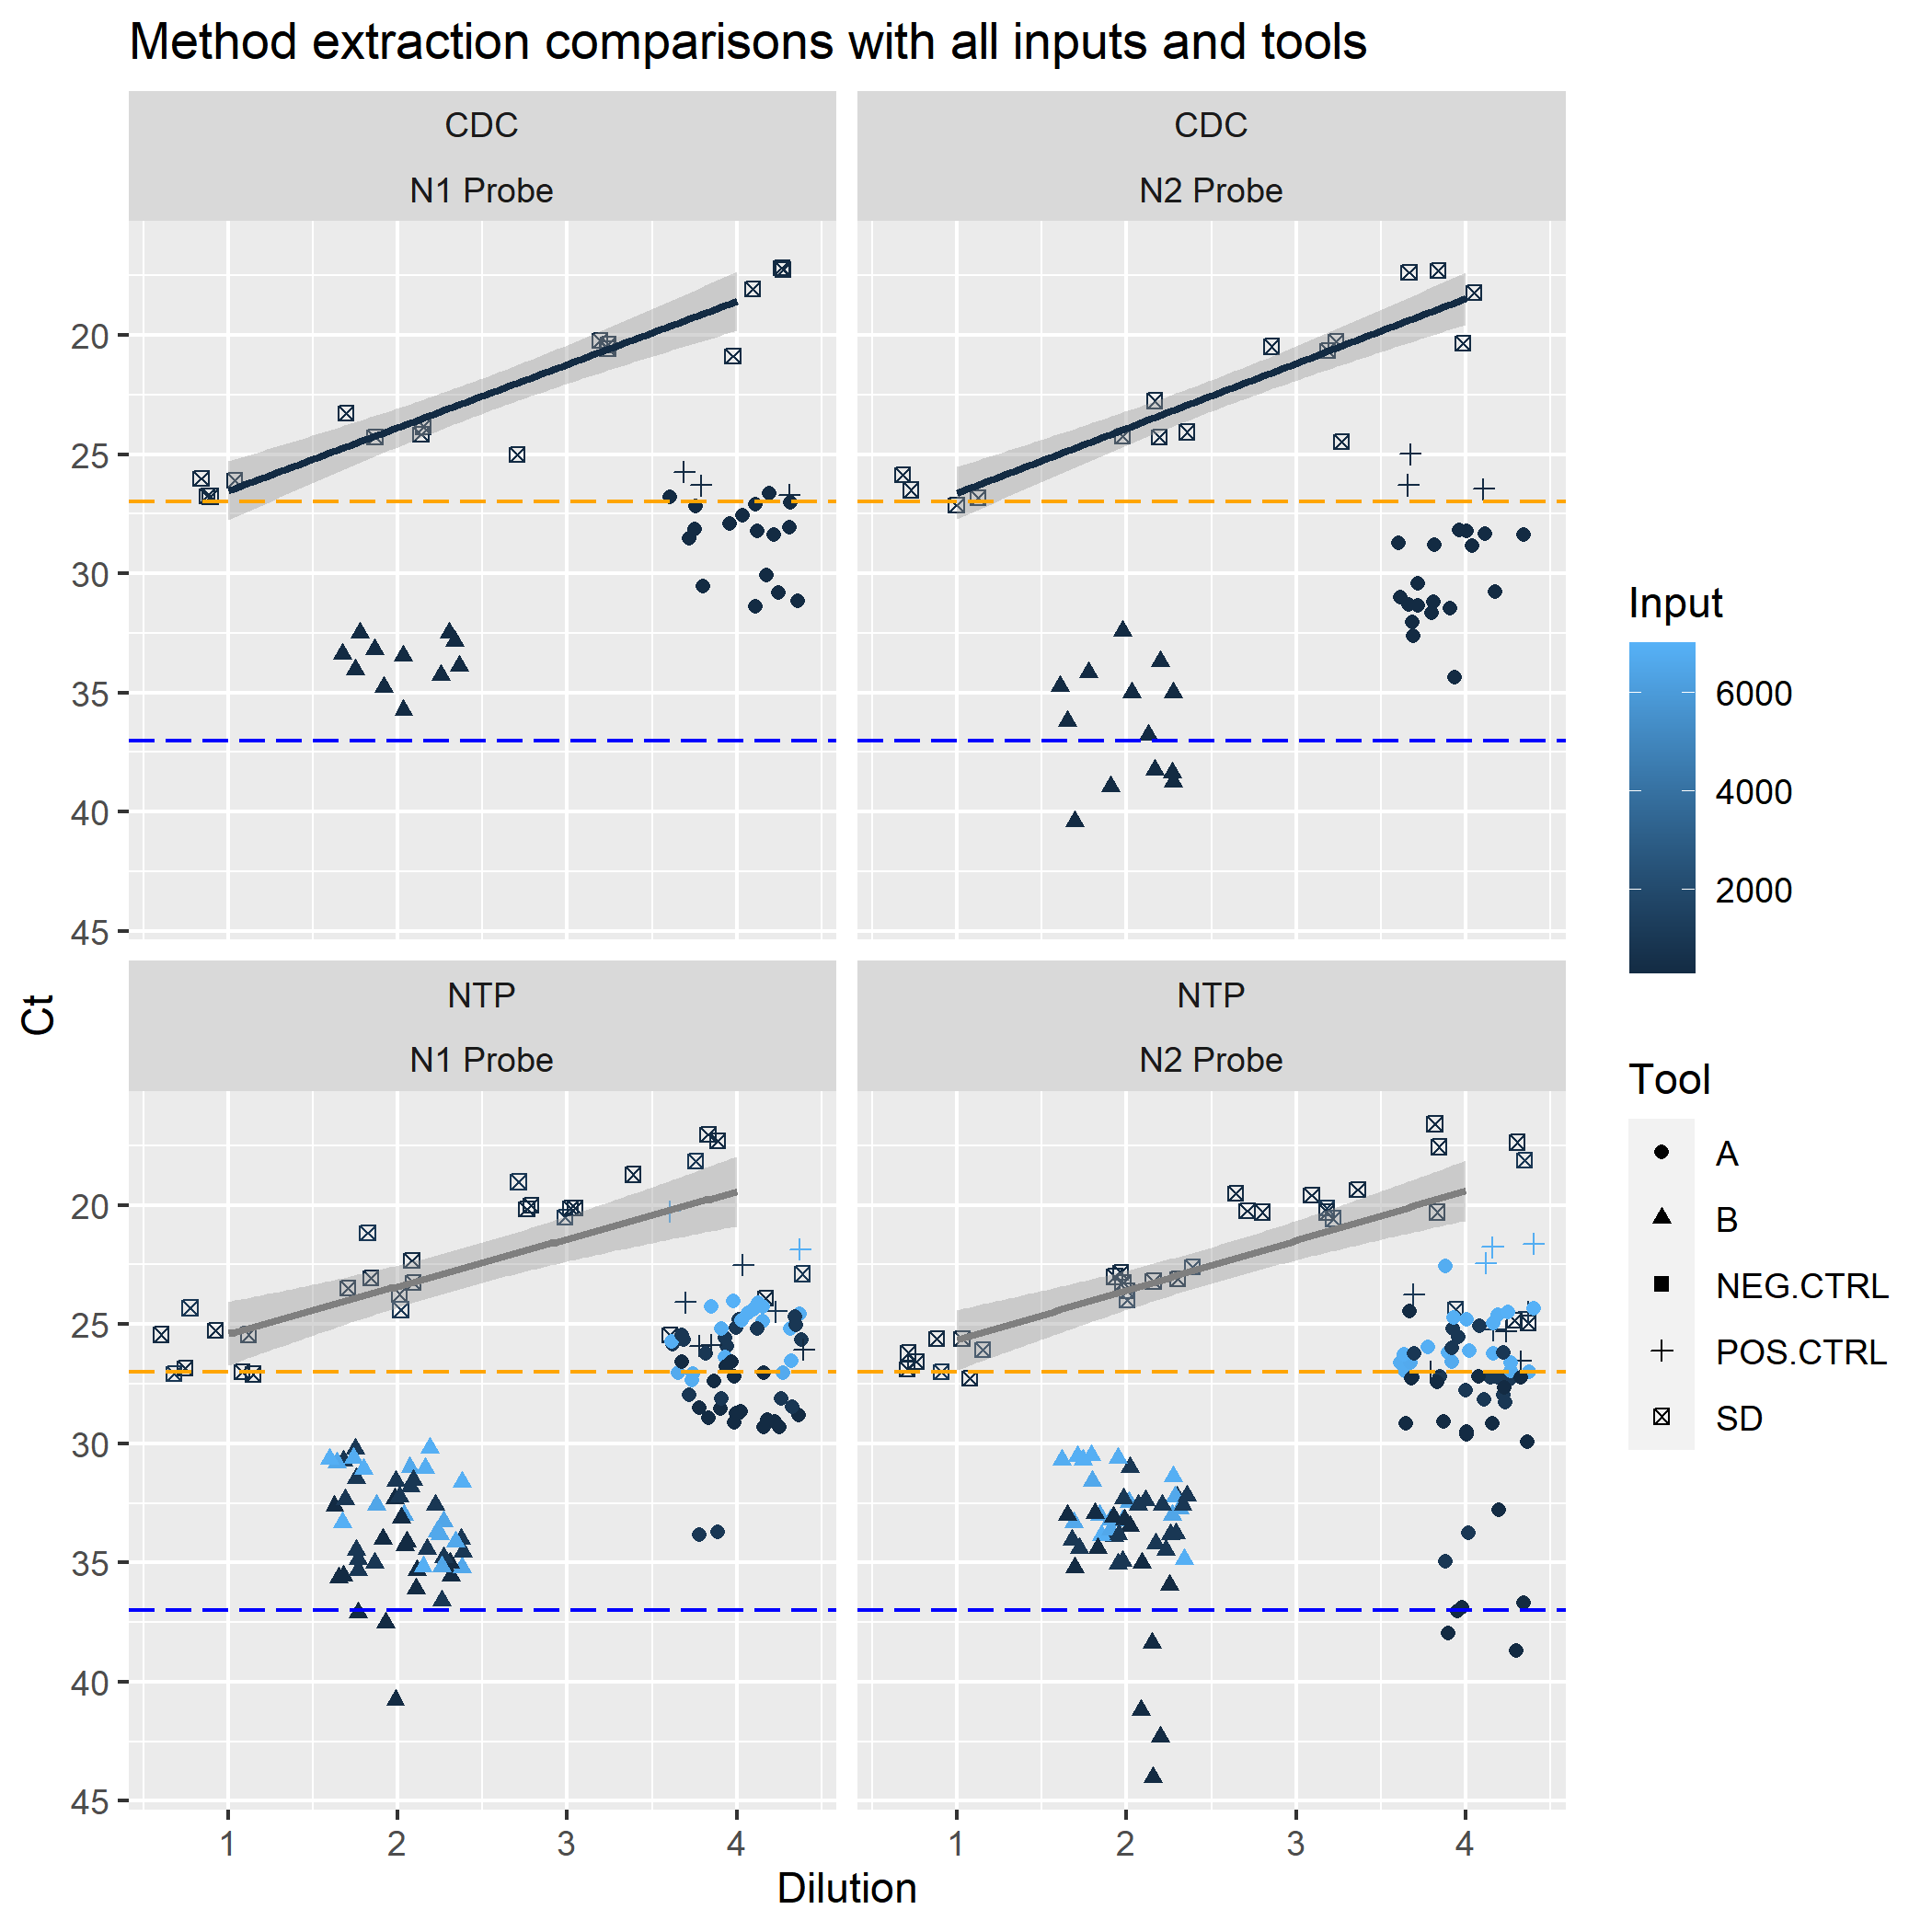 Method extraction comparisons with all inputs and tools
CDC
N1 Probe
CDC
N2 Probe
20
25
30
35
40
45
NTP
N1 Probe
NTP
N2 Probe
20
25
30
35
40
45
1
2
3
4
1
2
3
4
Ct
Dilution
Input
6000
4000
2000
Tool
A
B
NEG.CTRL
POS.CTRL
SD